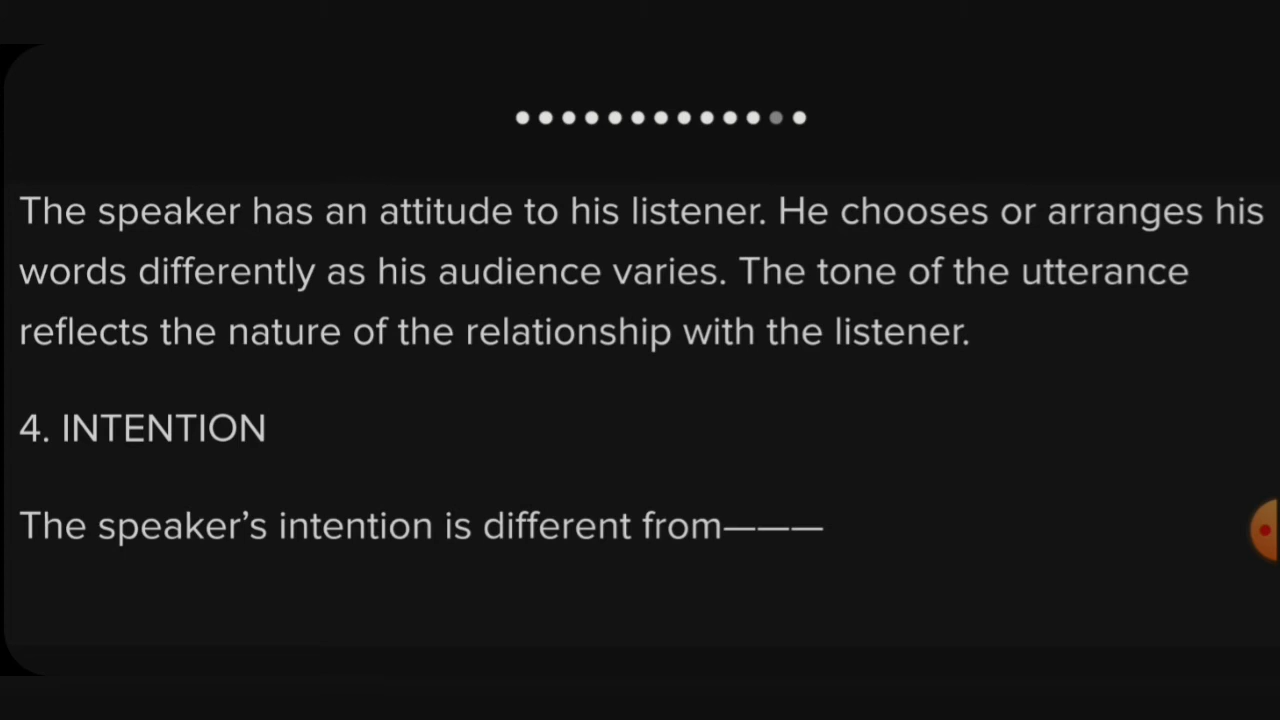 The speaker has an attitude to his listener. He chooses or arranges his
words differently as his audience varies. The tone of the utterance
reflects the nature of the relationship with the listener.
4. INTENTION
The speaker’s intention is different from———